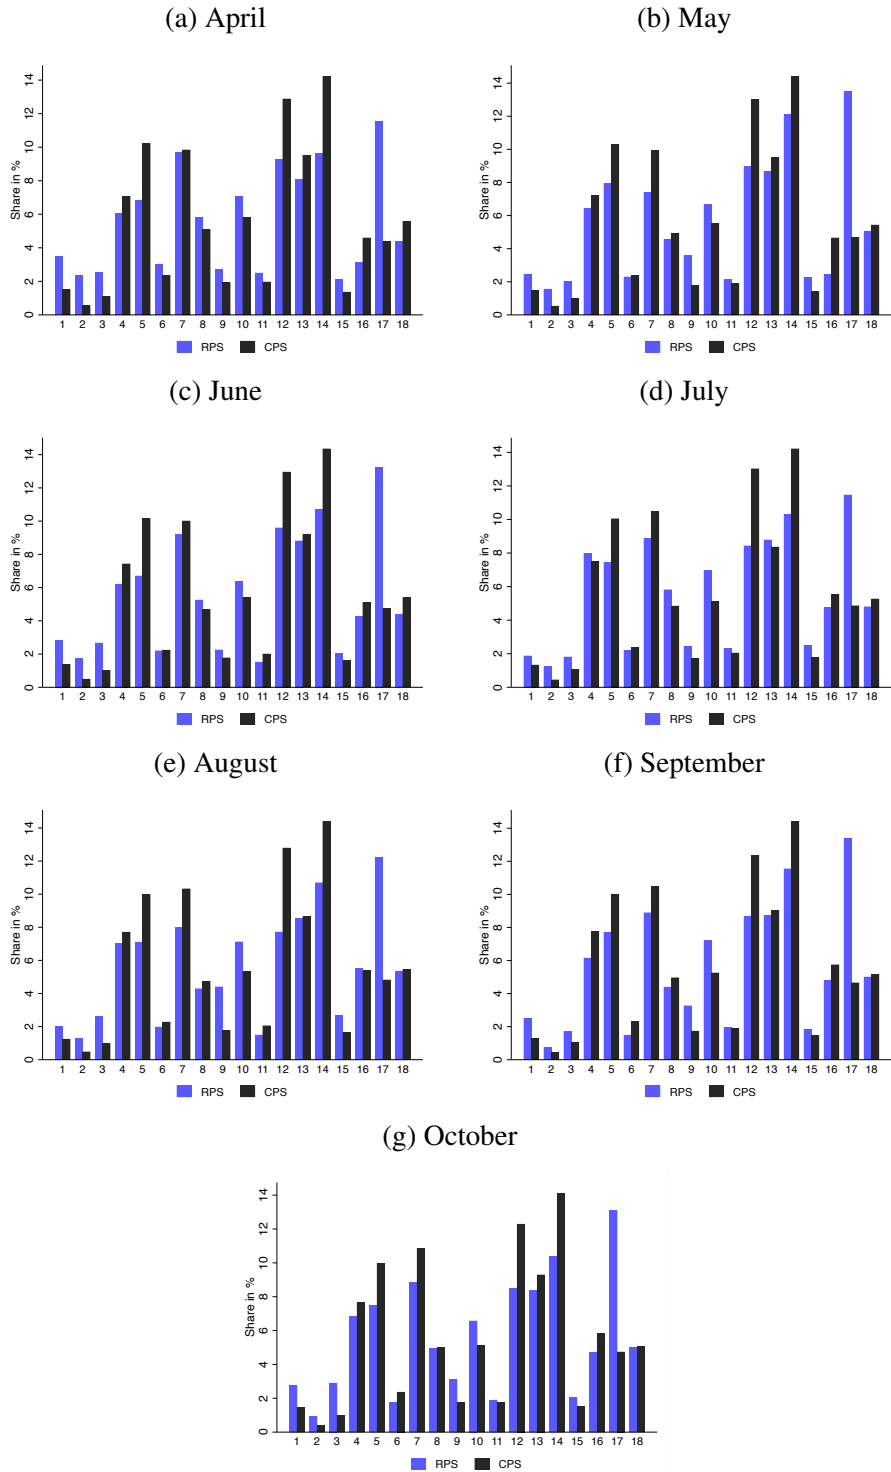 (a) April
Share in %
0 2 4 6 8 10 12 14
1 2 3 4 5 6 7 8 9 10 11 12 13 14 15 16 17 18
RPS CPS
(b) May
Share in %
0 2 4 6 8 10 12 14
1 2 3 4 5 6 7 8 9 10 11 12 13 14 15 16 17 18
RPS CPS
(c) June
Share in %
0 2 4 6 8 10 12 14
1 2 3 4 5 6 7 8 9 10 11 12 13 14 15 16 17 18
RPS CPS
(d) July
Share in %
0 2 4 6 8 10 12 14
1 2 3 4 5 6 7 8 9 10 11 12 13 14 15 16 17 18
RPS CPS
(e) August
Share in %
0 2 4 6 8 10 12 14
1 2 3 4 5 6 7 8 9 10 11 12 13 14 15 16 17 18
RPS CPS
(f) September
Share in %
0 2 4 6 8 10 12 14
1 2 3 4 5 6 7 8 9 10 11 12 13 14 15 16 17 18
RPS CPS
(g) October
Share in %
0 2 4 6 8 10 12 14
1 2 3 4 5 6 7 8 9 10 11 12 13 14 15 16 17 18
RPS CPS